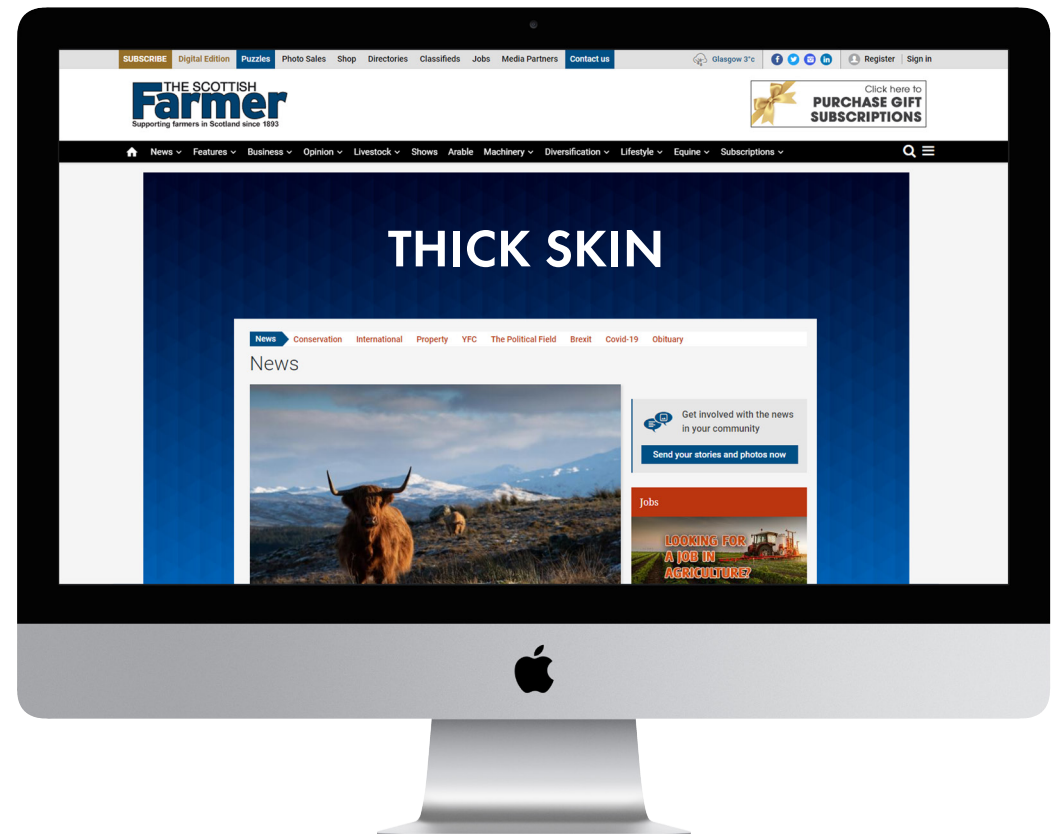 SUBSCRIBE Digital Edition Puzzles Photo Sales Shop Directories Classifieds Jobs Media Partners Contact us Glasgow 3°c Register Sign in
THE SCOTTISH
Farmer
Supporting farmers in Scotland since 1893
Click here to
PURCHASE GIFT
SUBSCRIPTIONS
News Features Business Opinion Livestock Shows Arable Machinery Diversification Lifestyle Equine Subscriptions
THICK SKIN
News Conservation International Property YFC The Political Field Brexit Covid-19 Obituary
News
Get involved with the news
in your community
Send your stories and photos now
Jobs
LOOKING FOR
A JOB IN
AGRICULTURE?